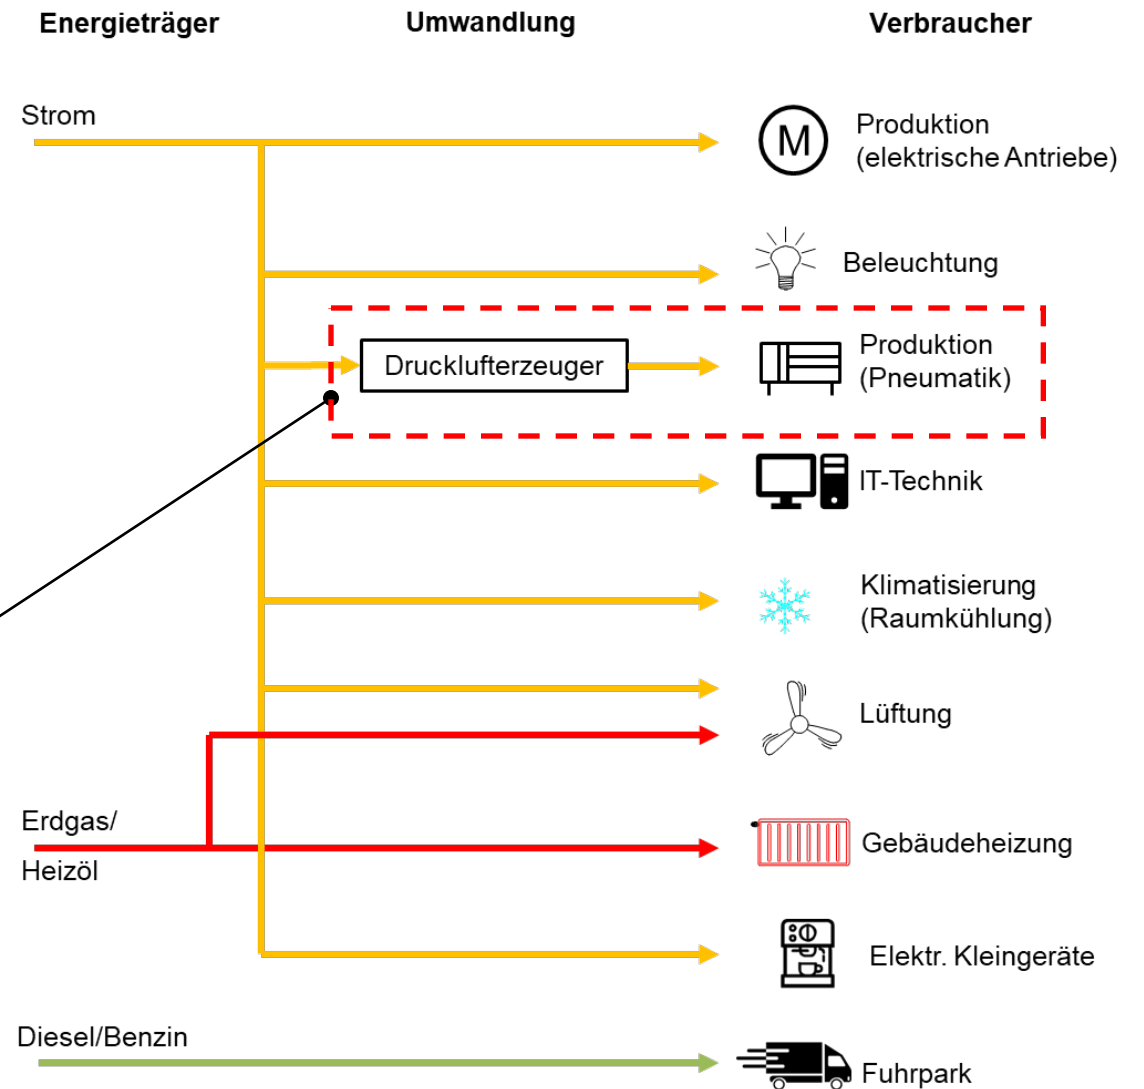 Energieträger
Umwandlung
Verbraucher
Strom
M
Produktion
(elektrische Antriebe)
Beleuchtung
Drucklufterzeuger
Produktion
(Pneumatik)
IT-Technik
Klimatisierung
(Raumkühlung)
Lüftung
Erdgas/
Heizöl
Gebäudeheizung
Elektr. Kleingeräte
Diesel/Benzin
Fuhrpark